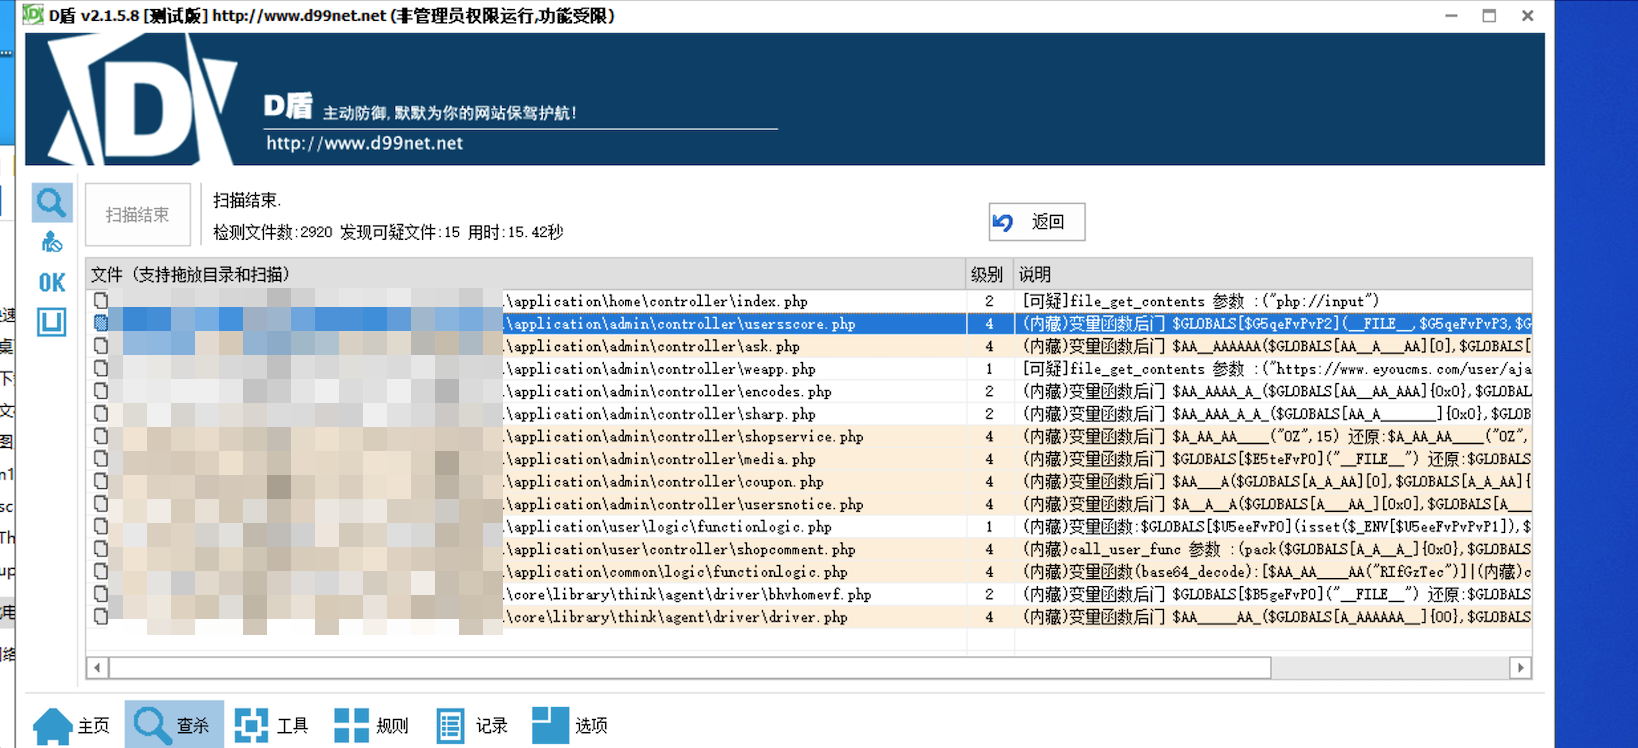 D盾 v2.1.5.8 [测试版] http://www.d99net.net (非管理员权限运行,功能受限)
D
D盾 主动防御,默默为你的网站保驾护航!
http://www.d99net.net
扫描结束
扫描结束.
检测文件数:2920 发现可疑文件:15 用时:15.42秒
返回
OK
文件 (支持拖放目录和扫描) 级别 说明
.\application\home\controller\index.php 2 [可疑]file_get_contents 参数 :("php://input")
.\application\admin\controller\usersscore.php 4 (内藏)变量函数后门 $GLOBALS[$G5qeFvPvP2](__FILE__,$G5qeFvPvP3,$G
.\application\admin\controller\ask.php 4 (内藏)变量函数后门 $AA__AAAAAA($GLOBALS[AA__A___AA][0],$GLOBALS[
.\application\admin\controller\weapp.php 1 [可疑]file_get_contents 参数 :("https://www.eyoucms.com/user/aja
.\application\admin\controller\encodes.php 2 (内藏)变量函数后门 $AA_AAAA_A_($GLOBALS[AA__AA_AAA]{0x0},$GLOBALS
.\application\admin\controller\sharp.php 2 (内藏)变量函数后门 $AA_AAA_A_A_($GLOBALS[AA_A_______]{0x0},$GLOB
.\application\admin\controller\shopservice.php 4 (内藏)变量函数后门 $A_AA_AA____("OZ",15) 还原:$A_AA_AA____("OZ",
.\application\admin\controller\media.php 4 (内藏)变量函数后门 $GLOBALS[$E5teFvP0]("__FILE__") 还原:$GLOBALS
.\application\admin\controller\coupon.php 4 (内藏)变量函数后门 $AA___A($GLOBALS[A_A_AA][0],$GLOBALS[A_A_AA]{
.\application\admin\controller\usersnotice.php 4 (内藏)变量函数后门 $A__A__A($GLOBALS[A___AA_][0x0],$GLOBALS[A___
.\application\user\logic\functionlogic.php 1 (内藏)变量函数:$GLOBALS[$U5eeFvP0](isset($_ENV[$U5eeFvPvPvP1]),$
.\application\user\controller\shopcomment.php 4 (内藏)call_user_func 参数 :(pack($GLOBALS[A_A__A_]{0x0},$GLOBALS
.\application\common\logic\functionlogic.php 4 (内藏)变量函数(base64_decode):[$AA_AA____AA("RIfGzTec")]|(内藏)c
.\core\library\think\agent\driver\bhvhomevf.php 2 (内藏)变量函数后门 $GLOBALS[$B5geFvP0]("__FILE__") 还原:$GLOBALS
.\core\library\think\agent\driver\driver.php 4 (内藏)变量函数后门 $AA_____AA_($GLOBALS[A_AAAAAA__]{00},$GLOBALS
主页 查杀 工具 规则 记录 选项